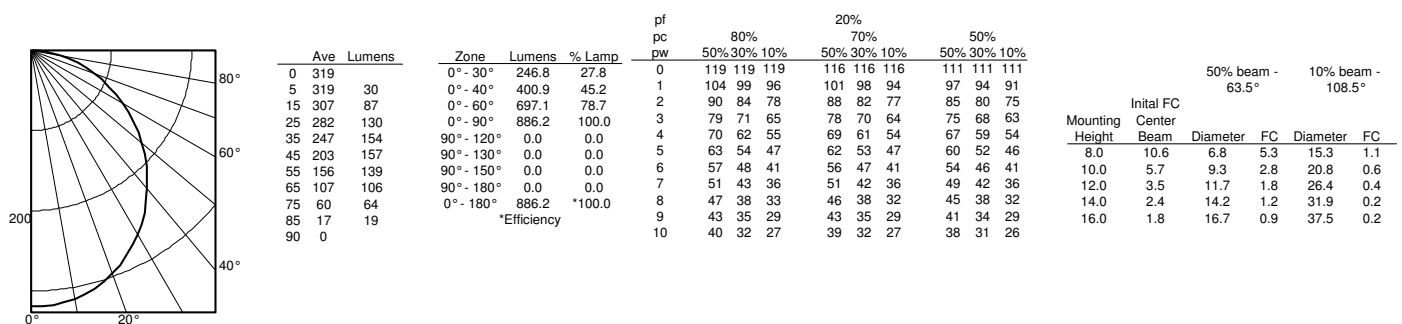 80°
60°
200
40°
0°
20°
Ave Lumens
0 319
5 319 30
15 307 87
25 282 130
35 247 154
45 203 157
55 156 139
65 107 106
75 60 64
85 17 19
90 0
Zone Lumens % Lamp
0°- 30° 246.8 27.8
0°- 40° 400.9 45.2
0°- 60° 697.1 78.7
0°- 90° 886.2 100.0
90°- 120° 0.0 0.0
90°- 130° 0.0 0.0
90°- 150° 0.0 0.0
90°- 180° 0.0 0.0
0°- 180° 886.2 *100.0
*Efficiency
pf 20%
pc 80% 70% 50%
pw 50% 30% 10% 50% 30% 10% 50% 30% 10%
0 119 119 119 116 116 116 111 111 111
1 104 99 96 101 98 94 97 94 91
2 90 84 78 88 82 77 85 80 75
3 79 71 65 78 70 64 75 68 63
4 70 62 55 69 61 54 67 59 54
5 63 54 47 62 53 47 60 52 46
6 57 48 41 56 47 41 54 46 41
7 51 43 36 51 42 36 49 42 36
8 47 38 33 46 38 32 45 38 32
9 43 35 29 43 35 29 41 34 29
10 40 32 27 39 32 27 38 31 26
50% beam - 10% beam -
63.5° 108.5°
Inital FC
Mounting Center
Height Beam Diameter FC Diameter FC
8.0 10.6 6.8 5.3 15.3 1.1
10.0 5.7 9.3 2.8 20.8 0.6
12.0 3.5 11.7 1.8 26.4 0.4
14.0 2.4 14.2 1.2 31.9 0.2
16.0 1.8 16.7 0.9 37.5 0.2